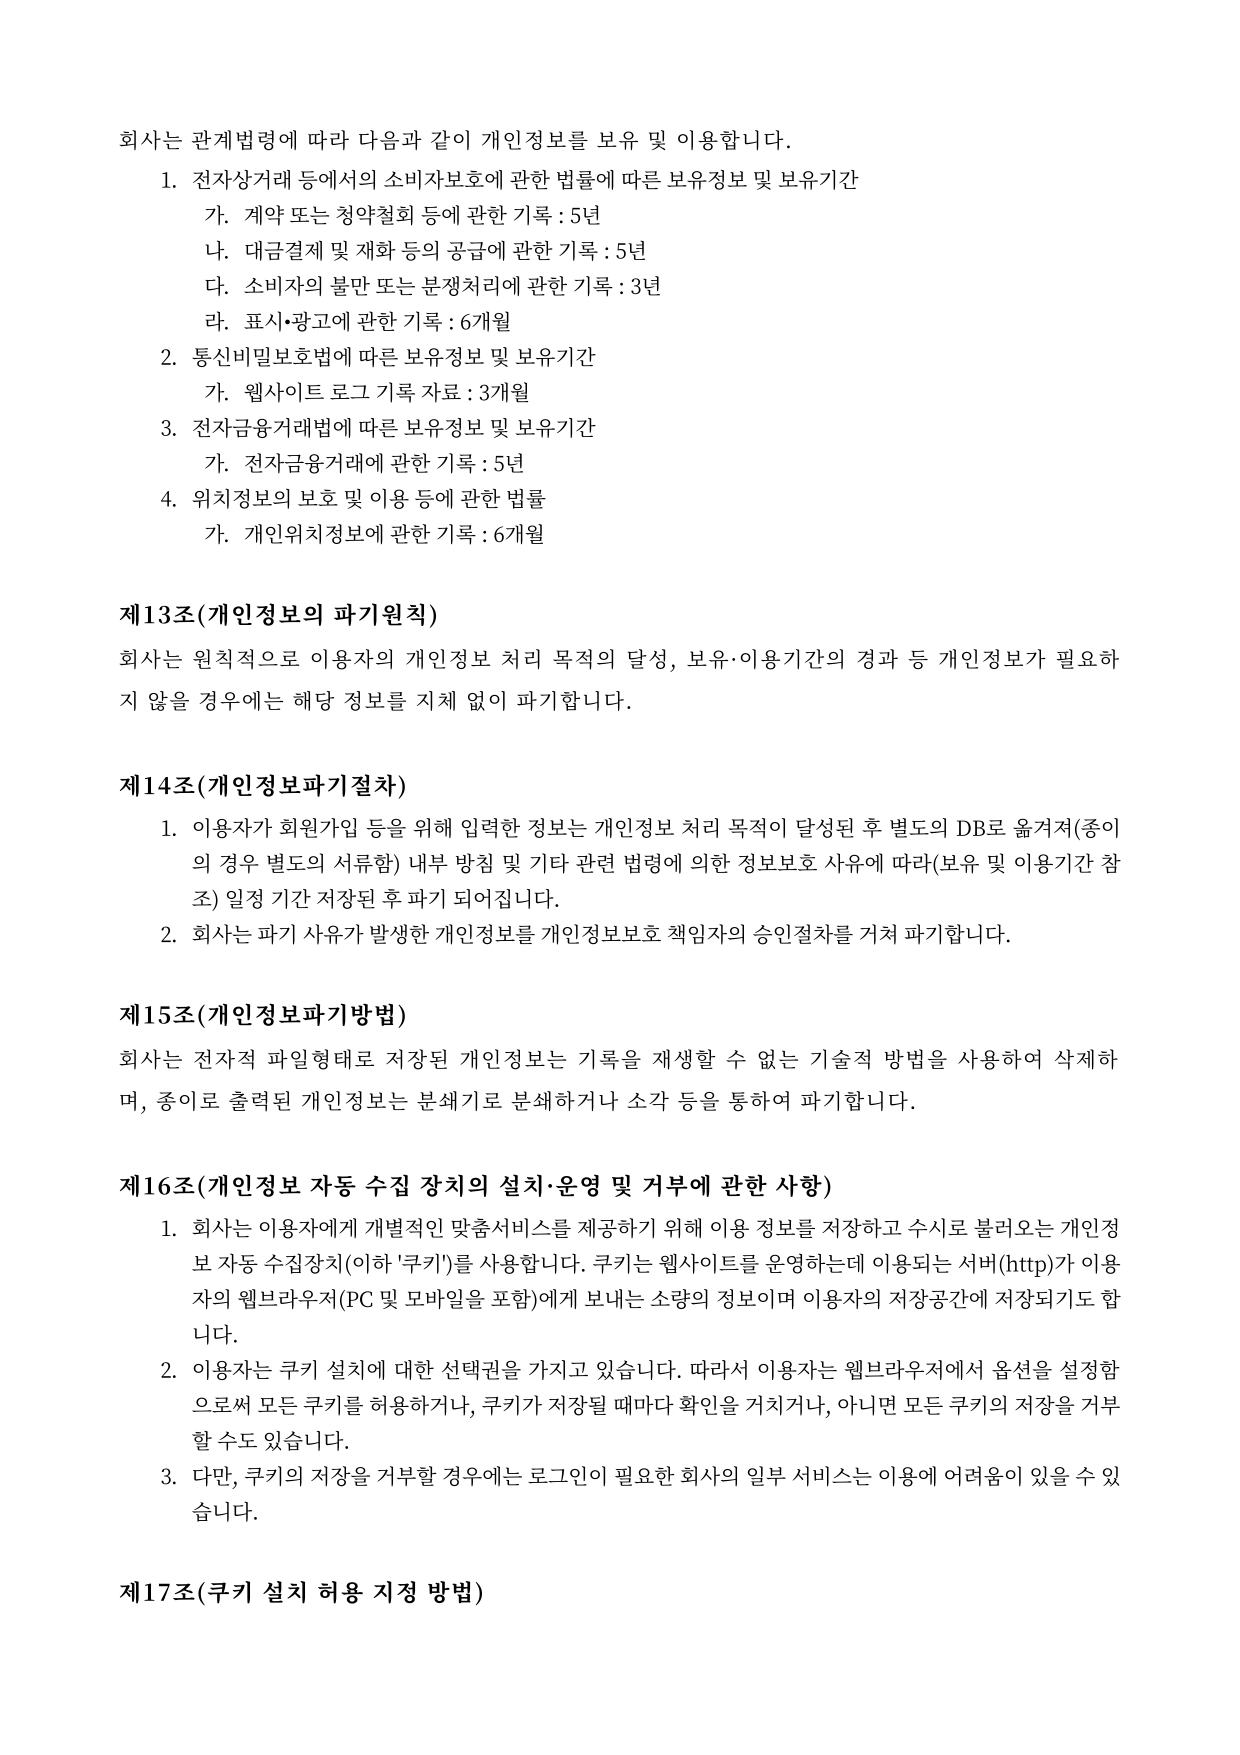 회사는 관계법령에 따라 다음과 같이 개인정보를 보유 및 이용합니다.
1. 전자상거래 등에서의 소비자보호에 관한 법률에 따른 보유정보 및 보유기간
가. 계약 또는 청약철회 등에 관한 기록 : 5년
나. 대금결제 및 재화 등의 공급에 관한 기록 : 5년
다. 소비자의 불만 또는 분쟁처리에 관한 기록 : 3년
라. 표시•광고에 관한 기록 : 6개월
2. 통신비밀보호법에 따른 보유정보 및 보유기간
가. 웹사이트 로그 기록 자료 : 3개월
3. 전자금융거래법에 따른 보유정보 및 보유기간
가. 전자금융거래에 관한 기록 : 5년
4. 위치정보의 보호 및 이용 등에 관한 법률
가. 개인위치정보에 관한 기록 : 6개월
제13조(개인정보의 파기원칙)
회사는 원칙적으로 이용자의 개인정보 처리 목적의 달성, 보유·이용기간의 경과 등 개인정보가 필요하
지 않을 경우에는 해당 정보를 지체 없이 파기합니다.
제14조(개인정보파기절차)
1. 이용자가 회원가입 등을 위해 입력한 정보는 개인정보 처리 목적이 달성된 후 별도의 DB로 옮겨져(종이
의 경우 별도의 서류함) 내부 방침 및 기타 관련 법령에 의한 정보보호 사유에 따라(보유 및 이용기간 참
조) 일정 기간 저장된 후 파기 되어집니다.
2. 회사는 파기 사유가 발생한 개인정보를 개인정보보호 책임자의 승인절차를 거쳐 파기합니다.
제15조(개인정보파기방법)
회사는 전자적 파일형태로 저장된 개인정보는 기록을 재생할 수 없는 기술적 방법을 사용하여 삭제하
며, 종이로 출력된 개인정보는 분쇄기로 분쇄하거나 소각 등을 통하여 파기합니다.
제16조(개인정보 자동 수집 장치의 설치·운영 및 거부에 관한 사항)
1. 회사는 이용자에게 개별적인 맞춤서비스를 제공하기 위해 이용 정보를 저장하고 수시로 불러오는 개인정
보 자동 수집장치(이하 '쿠키')를 사용합니다. 쿠키는 웹사이트를 운영하는데 이용되는 서버(http)가 이용
자의 웹브라우저(PC 및 모바일을 포함)에게 보내는 소량의 정보이며 이용자의 저장공간에 저장되기도 합
니다.
2. 이용자는 쿠키 설치에 대한 선택권을 가지고 있습니다. 따라서 이용자는 웹브라우저에서 옵션을 설정함
으로써 모든 쿠키를 허용하거나, 쿠키가 저장될 때마다 확인을 거치거나, 아니면 모든 쿠키의 저장을 거부
할 수도 있습니다.
3. 다만, 쿠키의 저장을 거부할 경우에는 로그인이 필요한 회사의 일부 서비스는 이용에 어려움이 있을 수 있
습니다.
제17조(쿠키 설치 허용 지정 방법)